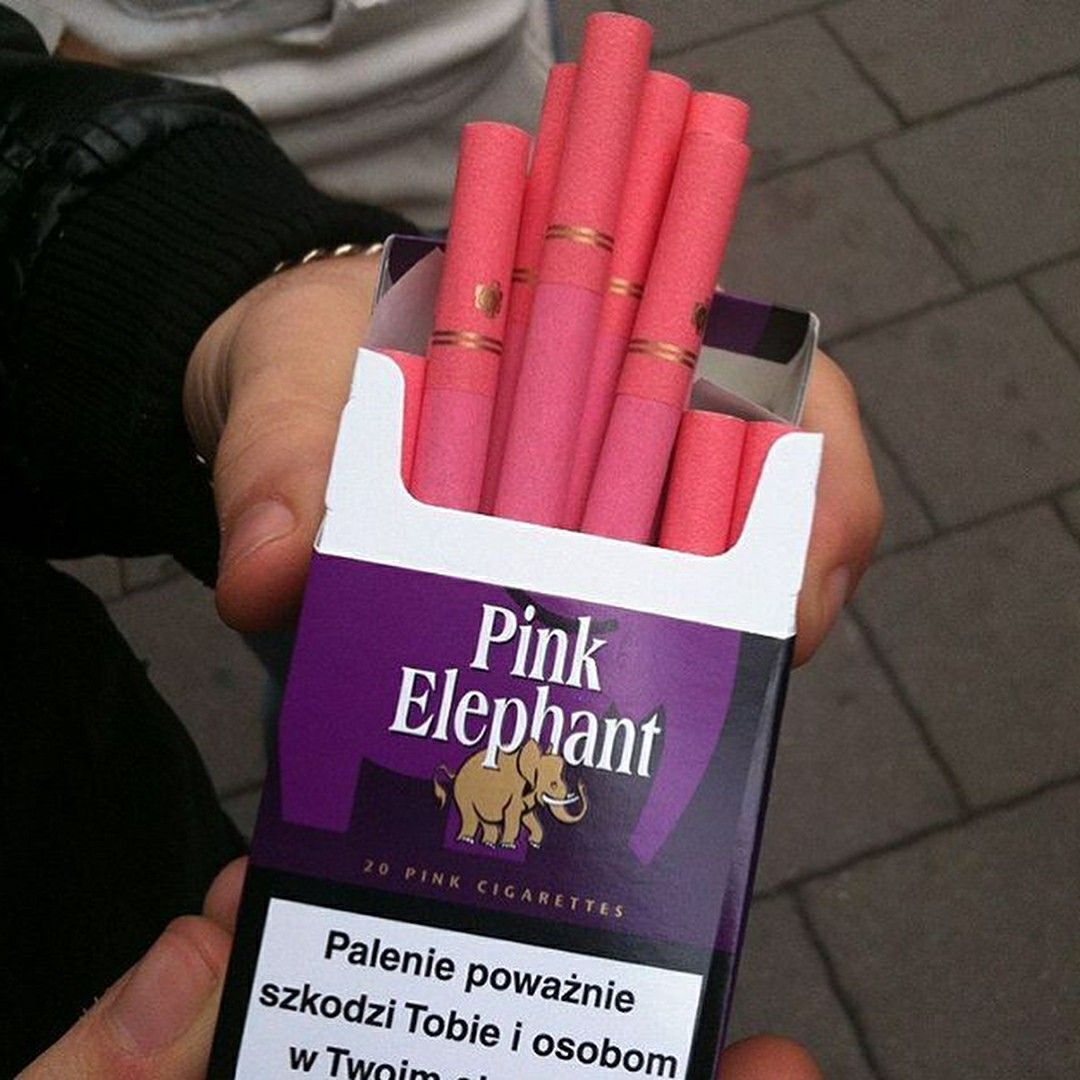 Pink
Elephant
20 PINK CIGARETTES
Palenie poważnie
szkodzi Tobie i osobom
w Twoim